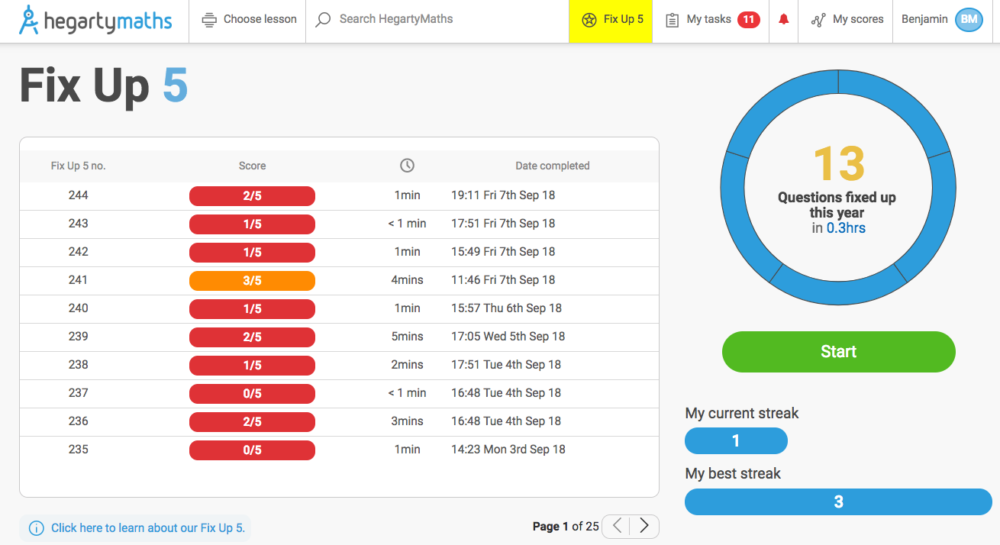 hegartymaths Choose lesson Search HegartyMaths Fix Up 5 My tasks 11 My scores Benjamin BM
Fix Up 5
Fix Up 5 no. Score Date completed
244 2/5 1min 19:11 Fri 7th Sep 18
243 1/5 < 1 min 17:51 Fri 7th Sep 18
242 1/5 1min 15:49 Fri 7th Sep 18
241 3/5 4mins 11:46 Fri 7th Sep 18
240 1/5 1min 15:57 Thu 6th Sep 18
239 2/5 5mins 17:05 Wed 5th Sep 18
238 1/5 2mins 17:51 Tue 4th Sep 18
237 0/5 < 1 min 16:48 Tue 4th Sep 18
236 2/5 3mins 16:48 Tue 4th Sep 18
235 0/5 1min 14:23 Mon 3rd Sep 18
Click here to learn about our Fix Up 5.
Page 1 of 25
13
Questions fixed up
this year
in 0.3hrs
Start
My current streak
1
My best streak
3